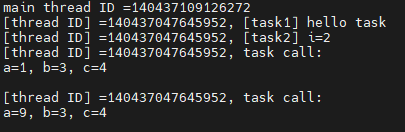 main thread ID =140437109126272
[thread ID] =140437047645952, [task1] hello task
[thread ID] =140437047645952, [task2] i=2
[thread ID] =140437047645952, task call:
a=1, b=3, c=4
[thread ID] =140437047645952, task call:
a=9, b=3, c=4